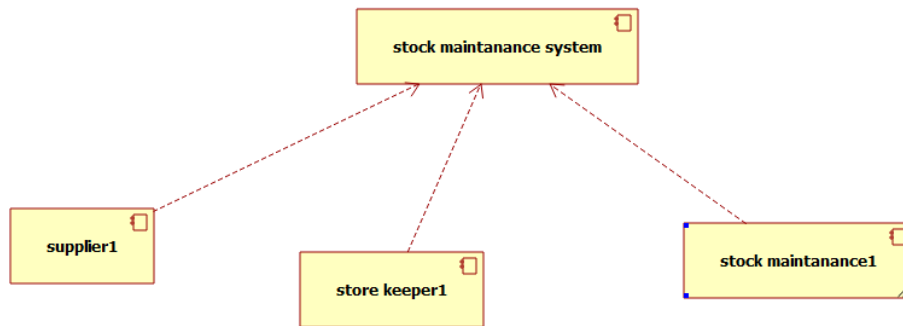 stock maintanance system
supplier1
store keeper1
stock maintanance1